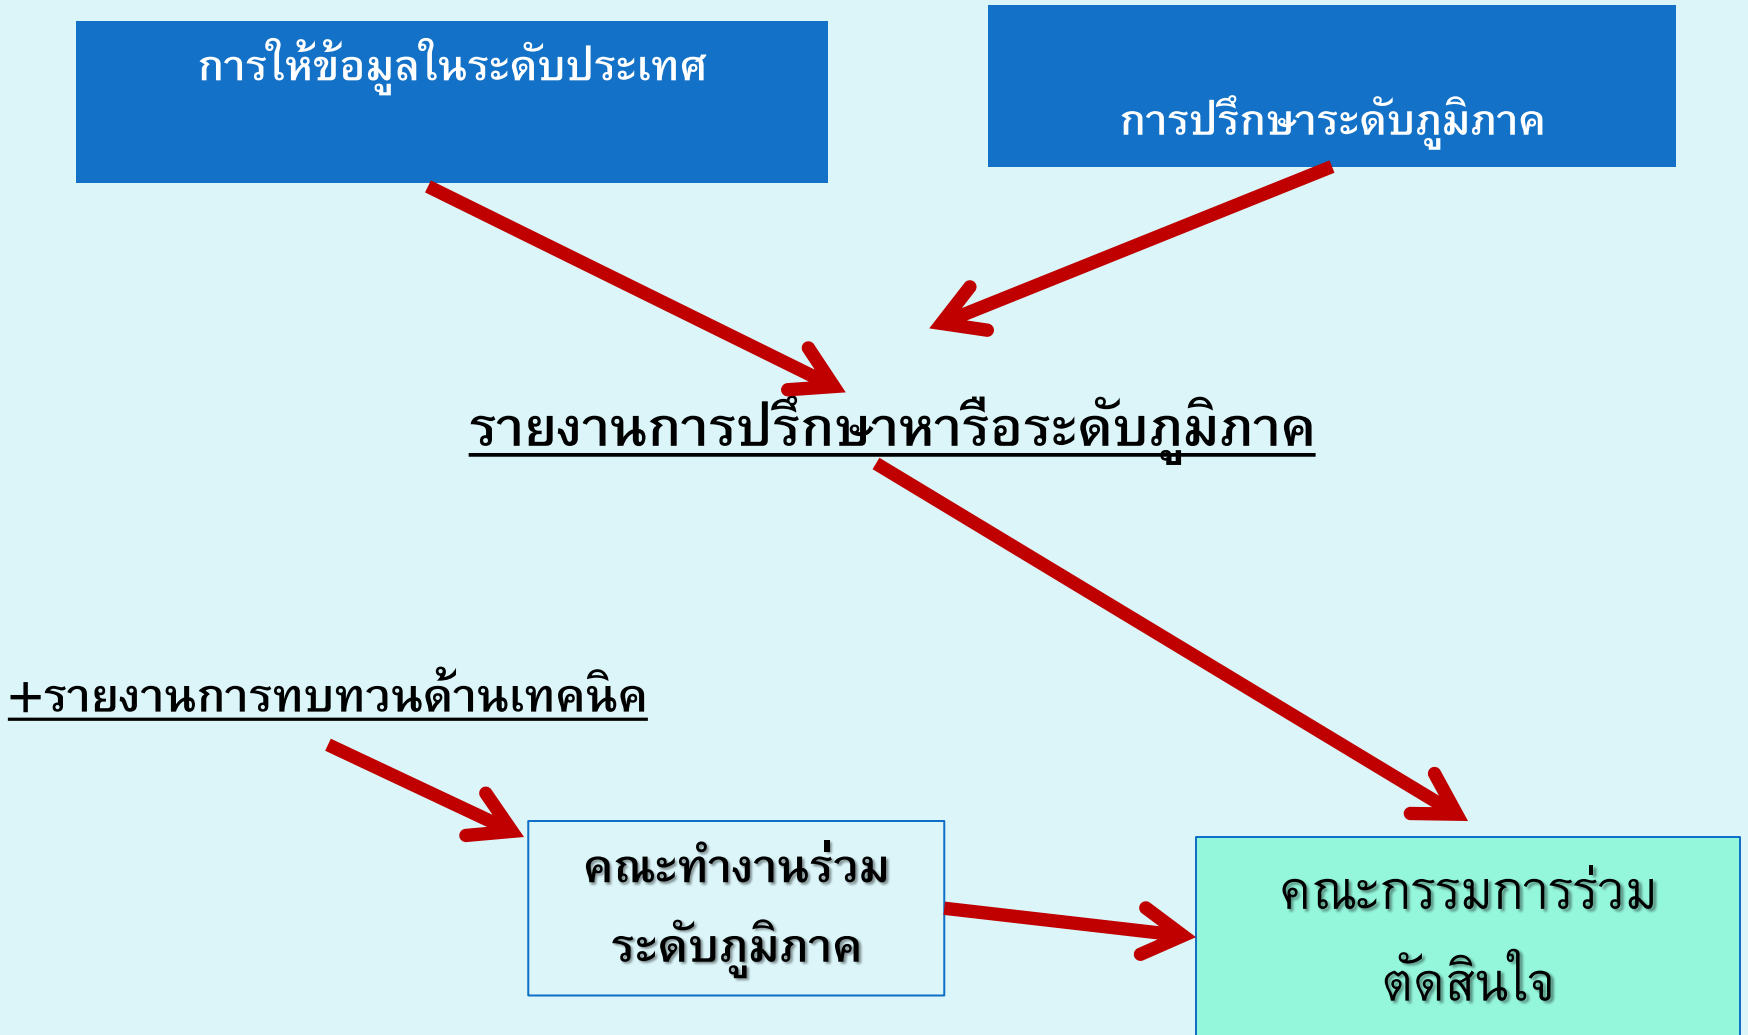 การให้ข้อมูลในระดับประเทศ
การปรึกษาระดับภูมิภาค
รายงานการปรึกษาหารือระดับภูมิภาค
+รายงานการทบทวนด้านเทคนิค
คณะทำงานร่วม
ระดับภูมิภาค
คณะกรรมการร่วม
ตัดสินใจ